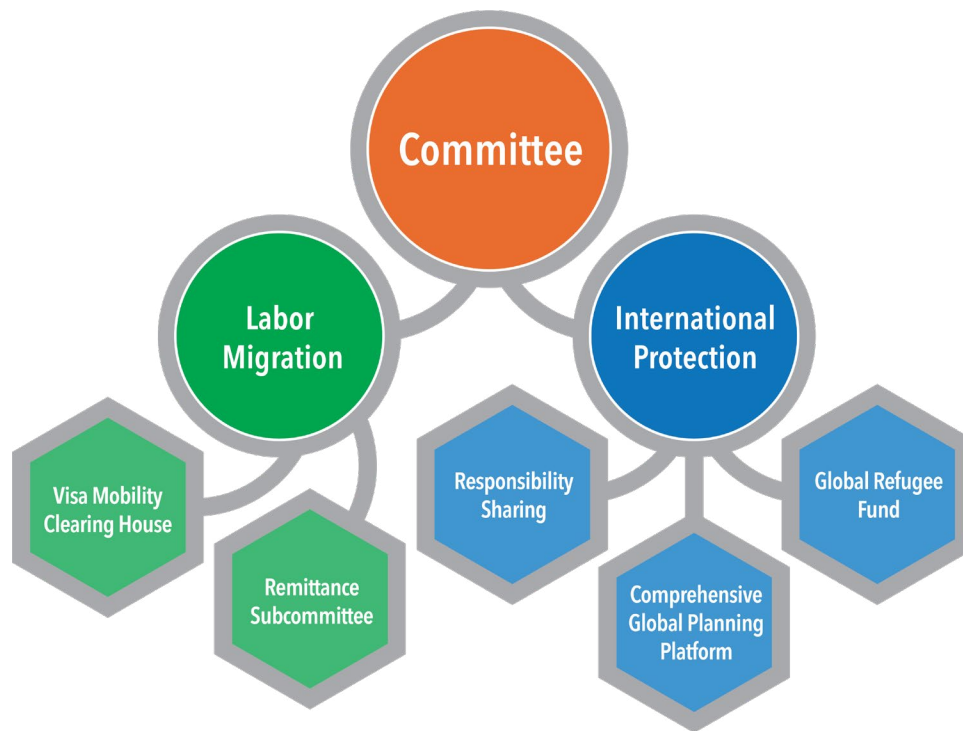 Committee
Labor
Migration
International
Protection
Visa Mobility
Clearing House
Remittance
Subcommittee
Responsibility
Sharing
Comprehensive
Global Planning
Platform
Global Refugee
Fund